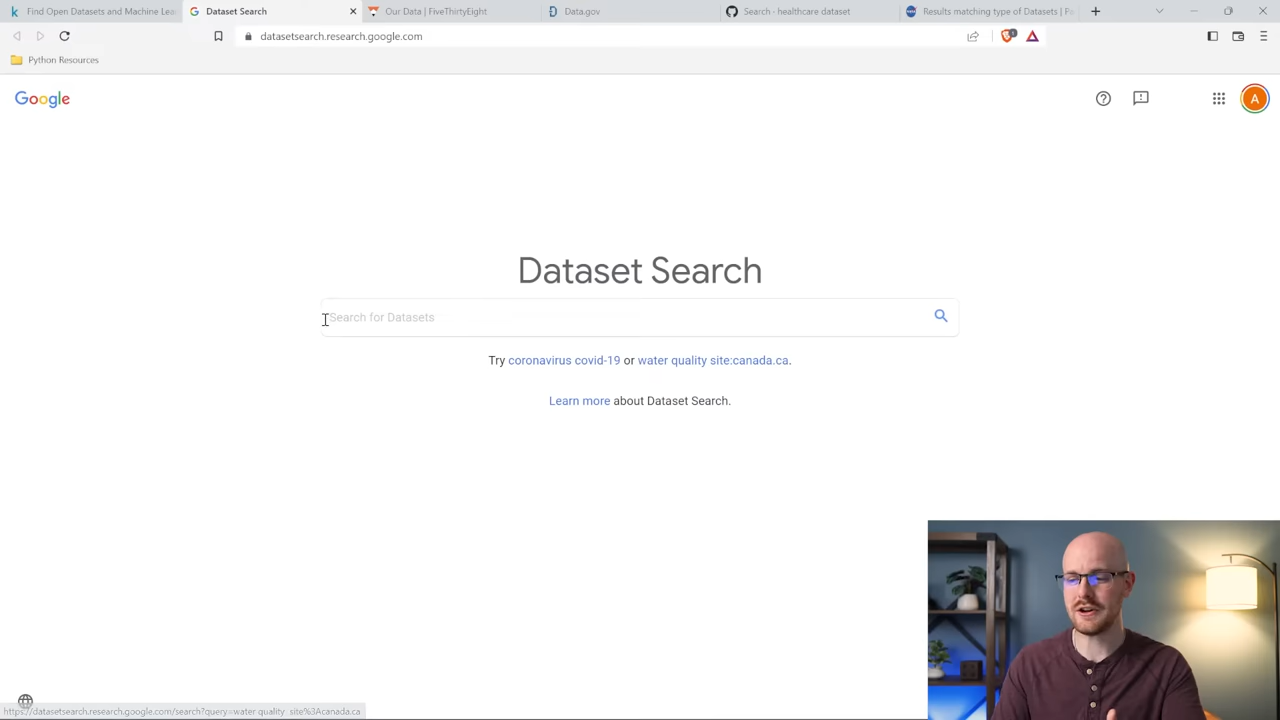 Find Open Datasets and Machine Lea
Dataset Search
Our Data | FiveThirtyEight
Data.gov
Search · healthcare dataset
Results matching type of Datasets | Po
datasetsearch.research.google.com
1
Python Resources
Google
A
Dataset Search
Search for Datasets
Try coronavirus covid-19 or water quality site:canada.ca.
Learn more about Dataset Search.
https://datasetsearch.research.google.com/search?query=water quality site%3Acanada.ca